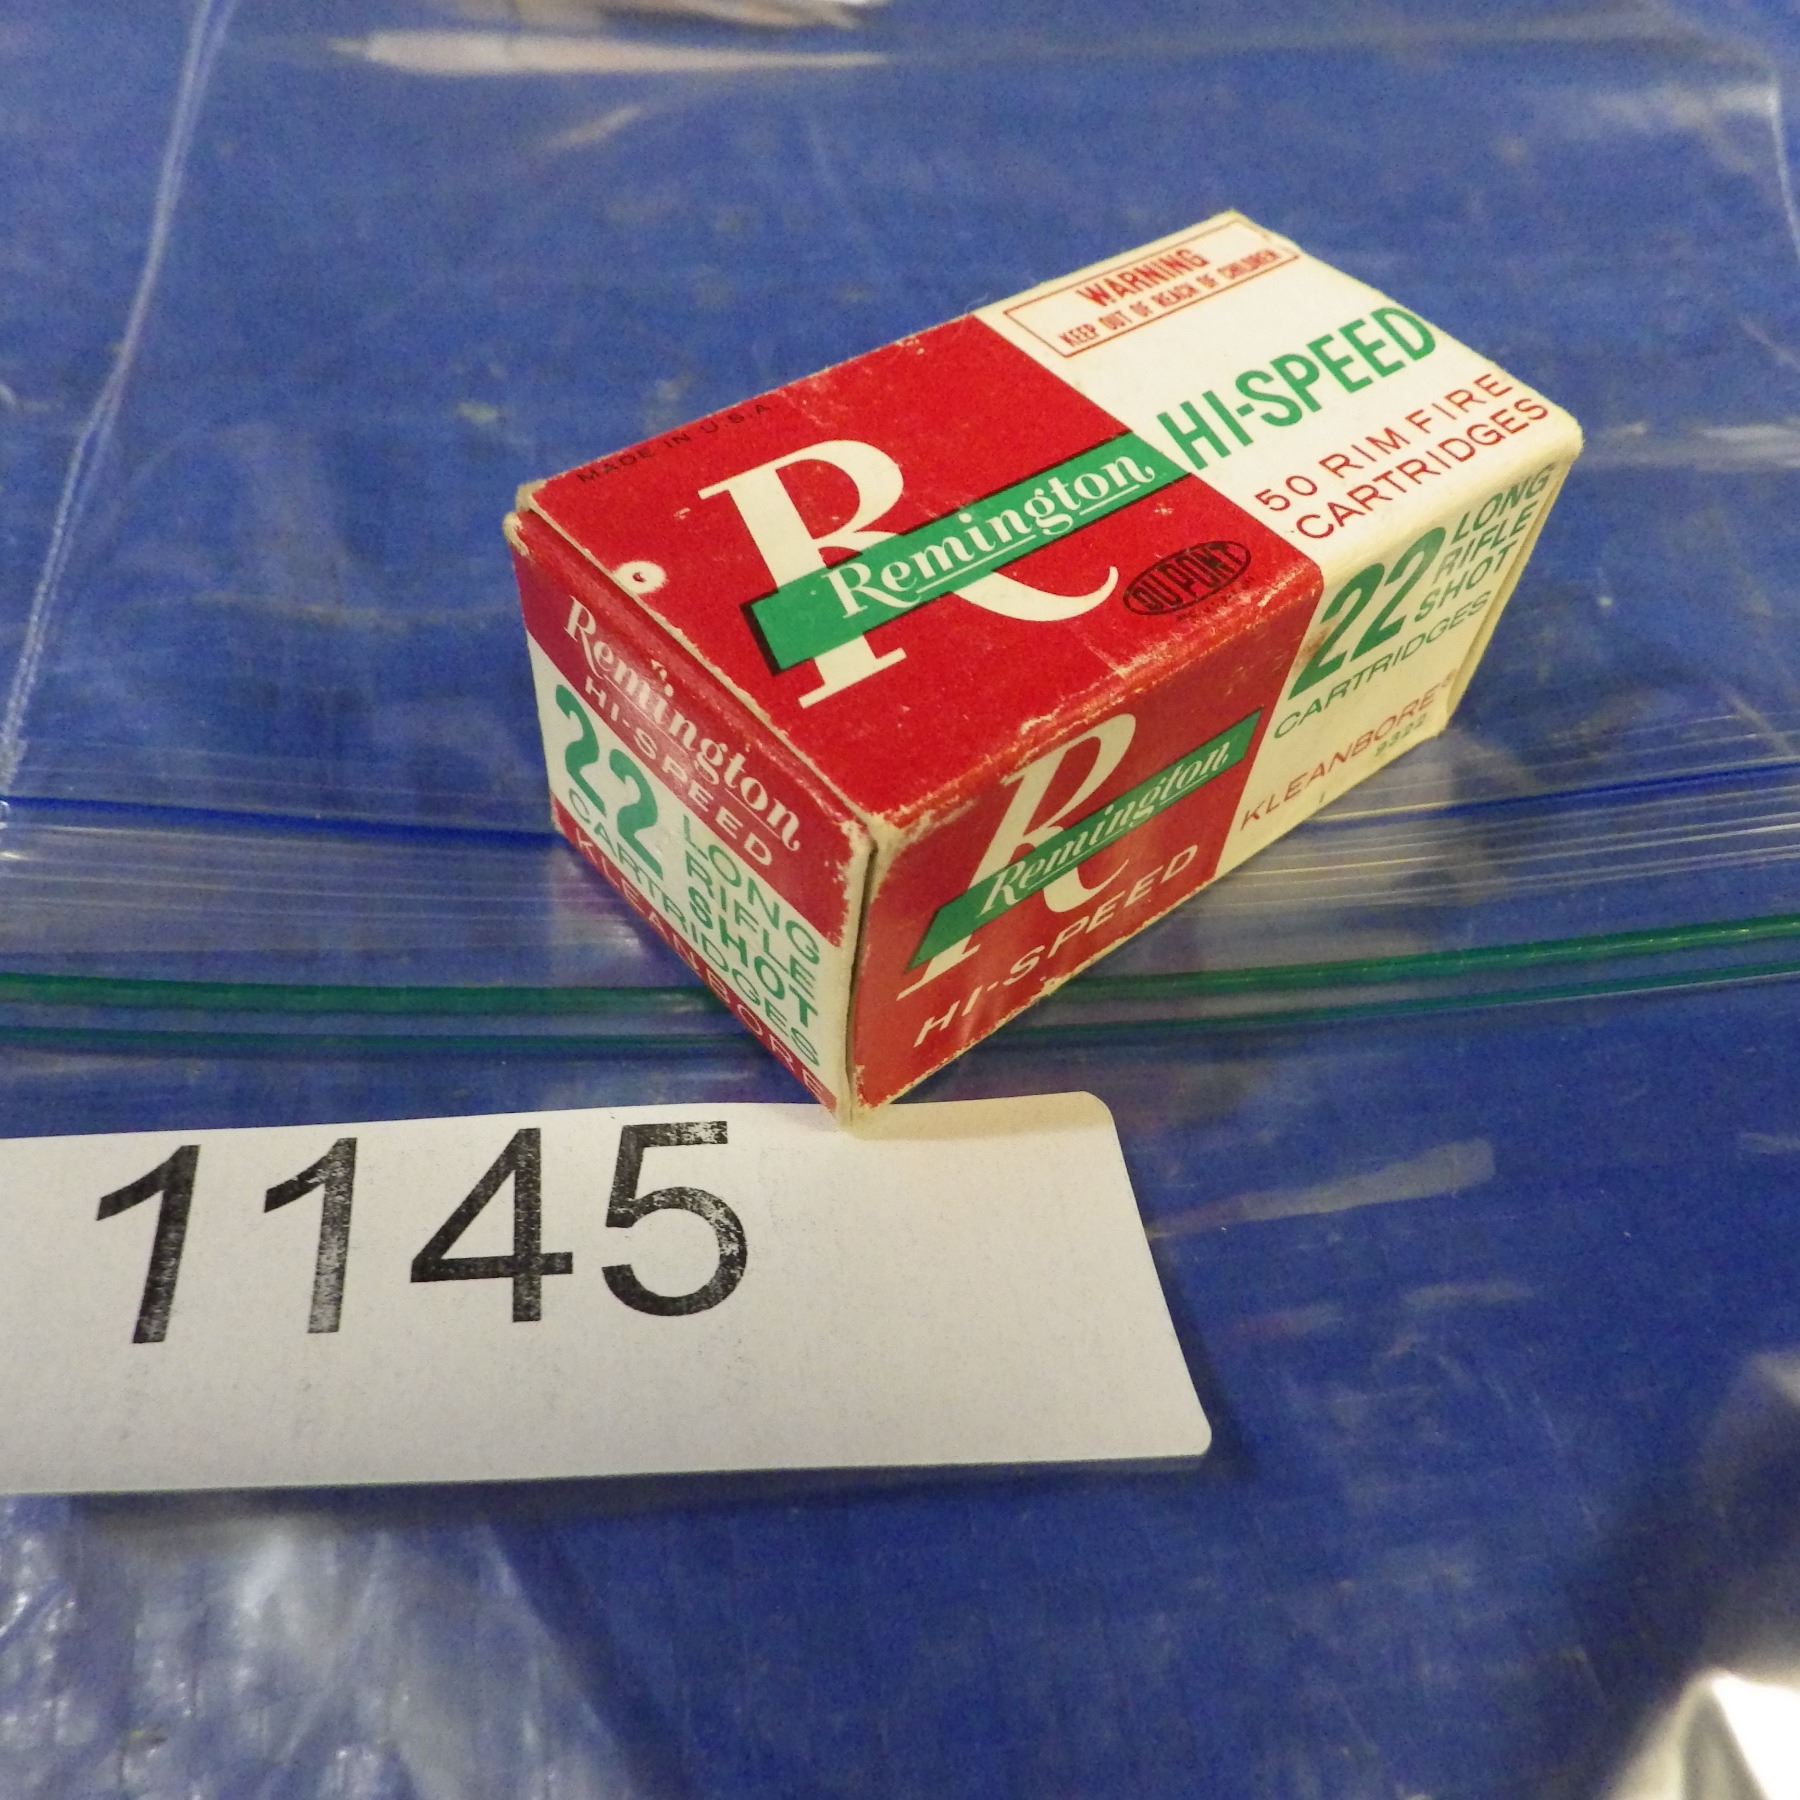 WARNING
KEEP OUT OF REACH OF CHILDREN
HI-SPEED
50 RIM FIRE
CARTRIDGES
MADE IN U.S.A.
R
Remington
DU PONT
22 LONG
RIFLE
SHOT
CARTRIDGES
KLEANBORE®
9322
R
Remington
HI-SPEED
Remington
HI-SPEED
22 LONG
RIFLE
SHOT
CARTRIDGES
KLEANBORE
1145